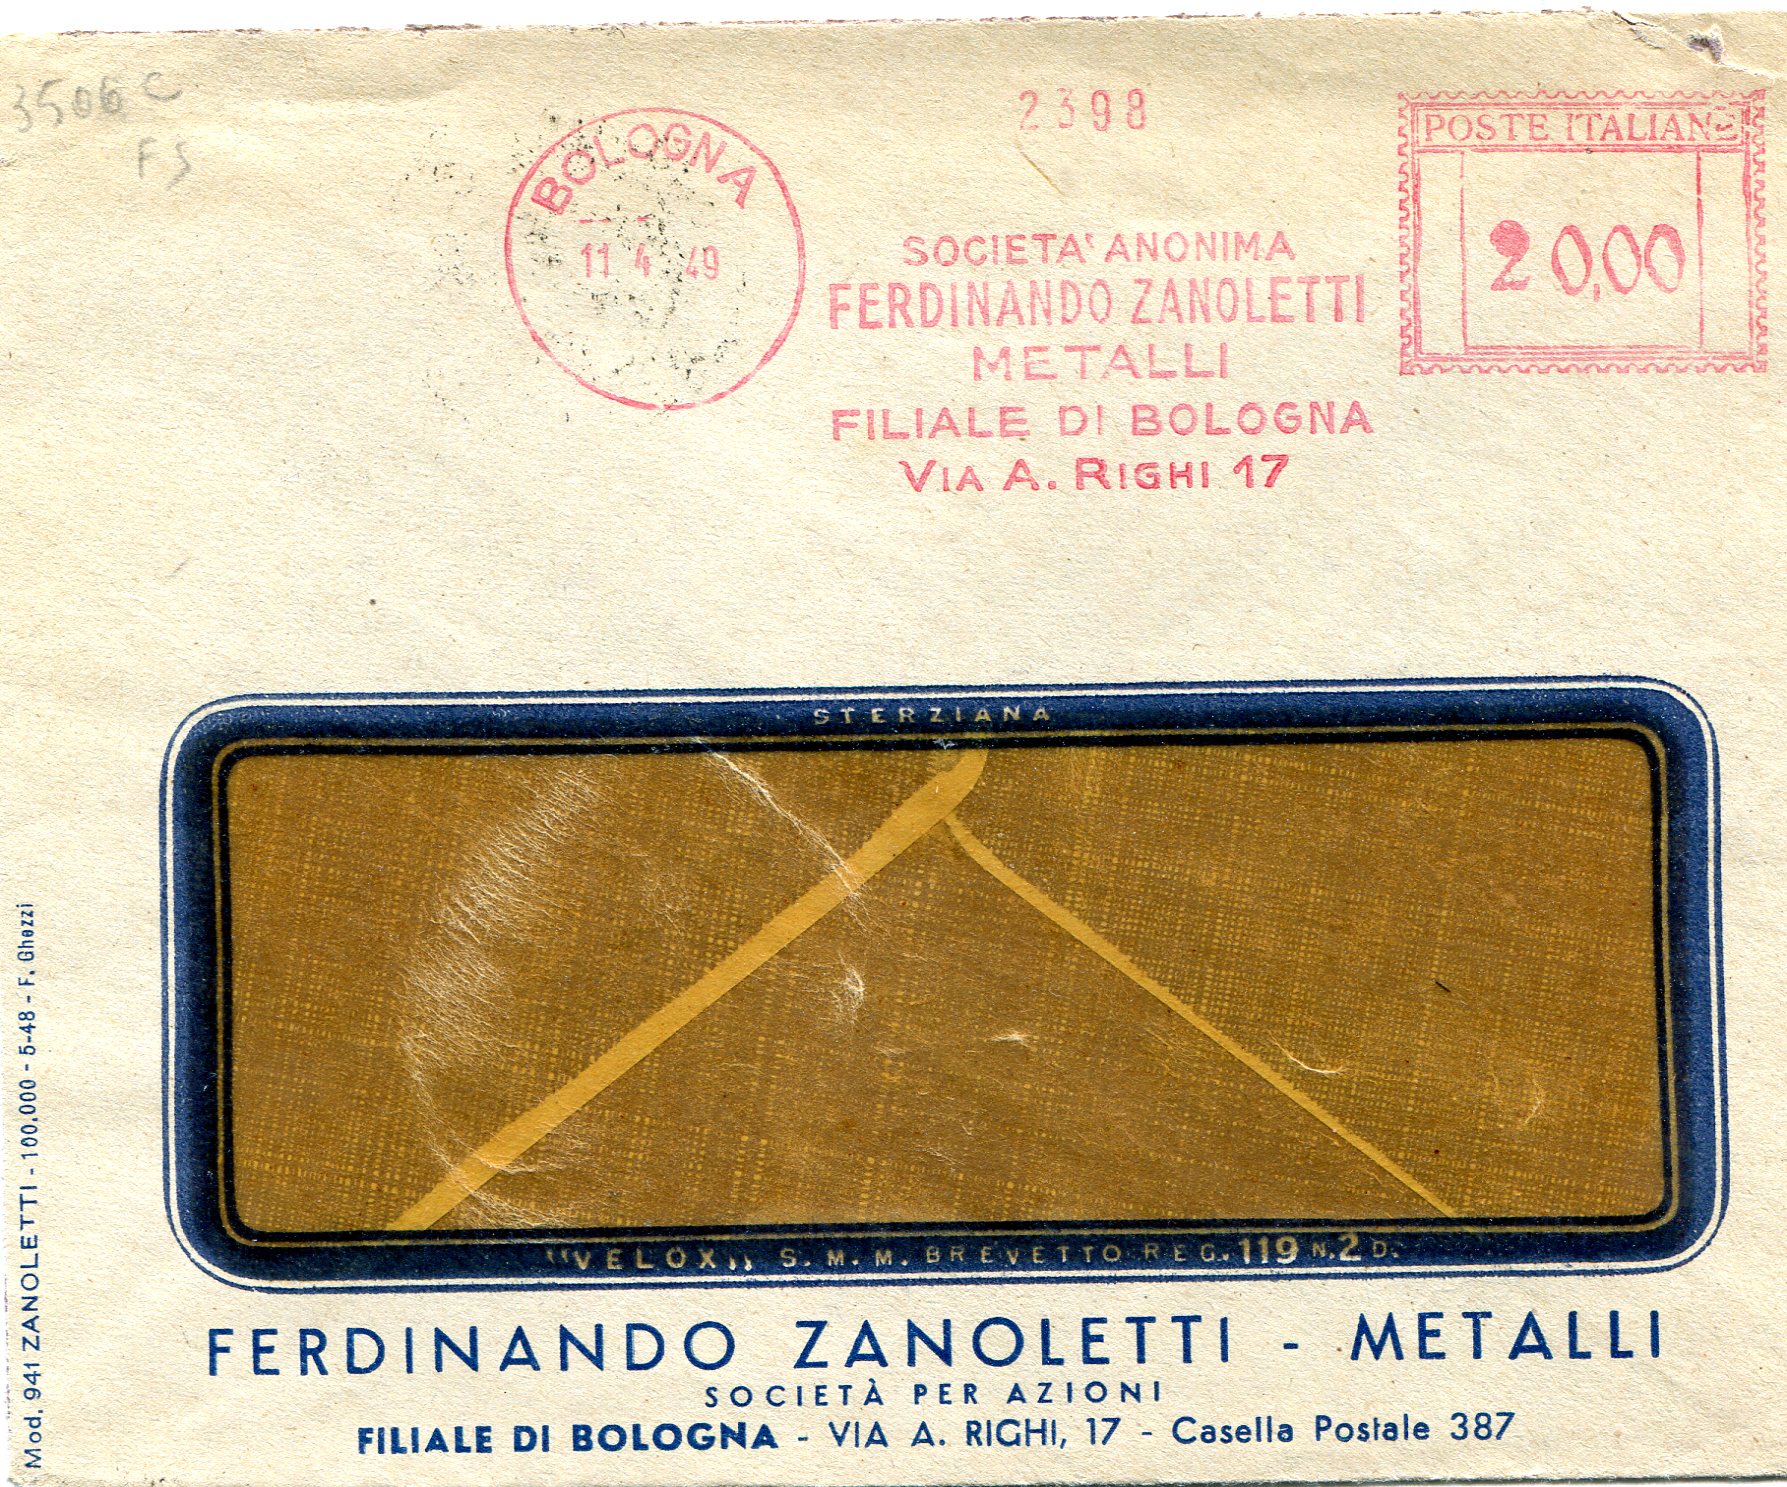 3506 C
FS
BOLOGNA
11 4 49
2398
SOCIETA' ANONIMA
FERDINANDO ZANOLETTI
METALLI
FILIALE DI BOLOGNA
VIA A. RIGHI 17
POSTE ITALIANE
20,00
STERZIANA
"VELOX„ S. M. M. BREVETTO REG. 119 N. 2 D.
FERDINANDO ZANOLETTI - METALLI
SOCIETÀ PER AZIONI
FILIALE DI BOLOGNA - VIA A. RIGHI, 17 - Casella Postale 387
Mod. 941 ZANOLETTI - 100.000 - 5-48 - F. Ghezzi